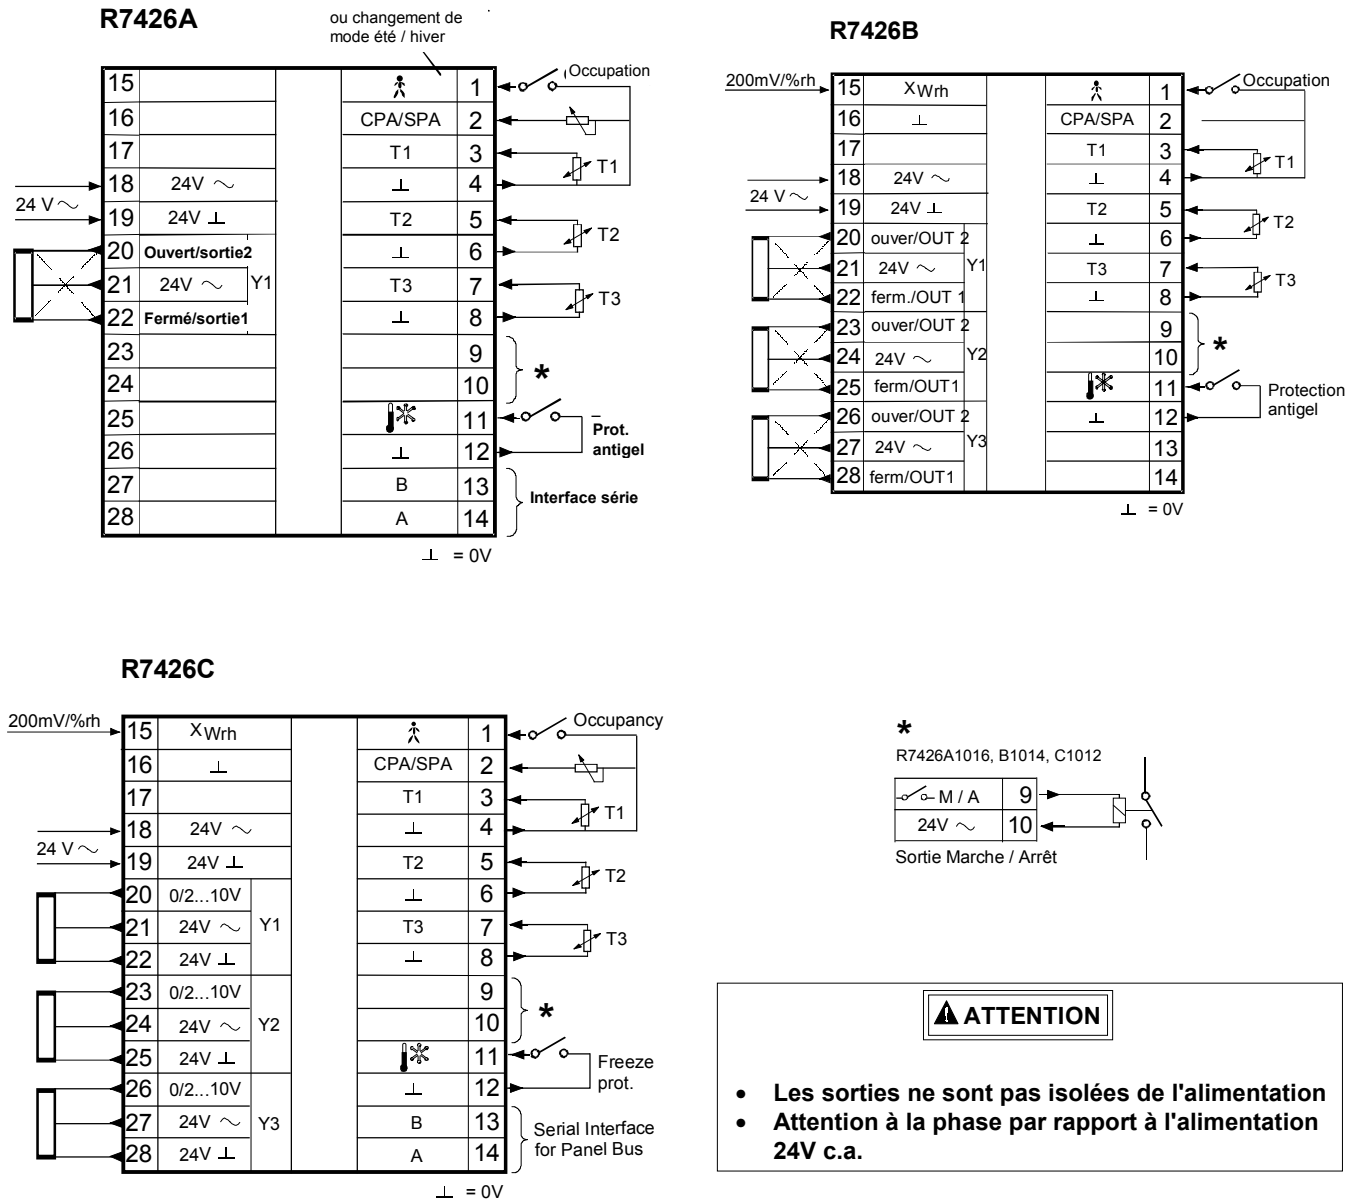 R7426A
ou changement de
mode été / hiver
15 1 Occupation
16 CPA/SPA 2
17 T1 3 T1
18 24V ~ ⊥ 4
24 V ~
19 24V ⊥ T2 5 T2
20 Ouvert/sortie2 ⊥ 6
21 24V ~ Y1 T3 7 T3
22 Fermé/sortie1 ⊥ 8
23 9
24 10 *
25 11 Prot.
26 ⊥ 12 antigel
27 B 13 Interface série
28 A 14
⊥ = 0V
R7426B
200mV/%rh 15 XWrh 1 Occupation
16 ⊥ CPA/SPA 2
17 T1 3 T1
18 24V ~ ⊥ 4
24 V ~
19 24V ⊥ T2 5 T2
20 ouver/OUT 2 ⊥ 6
21 24V ~ Y1 T3 7 T3
22 ferm./OUT 1 ⊥ 8
23 ouver/OUT 2 9
24 24V ~ Y2 10 *
25 ferm/OUT1 11 Protection
26 ouver/OUT 2 ⊥ 12 antigel
27 24V ~ Y3 13
28 ferm/OUT1 14
⊥ = 0V
R7426C
200mV/%rh 15 XWrh 1 Occupancy
16 ⊥ CPA/SPA 2
17 T1 3 T1
18 24V ~ ⊥ 4
24 V ~
19 24V ⊥ T2 5 T2
20 0/2...10V ⊥ 6
21 24V ~ Y1 T3 7 T3
22 24V ⊥ ⊥ 8
23 0/2...10V 9
24 24V ~ Y2 10 *
25 24V ⊥ 11 Freeze
26 0/2...10V ⊥ 12 prot.
27 24V ~ Y3 B 13 Serial Interface
28 24V ⊥ A 14 for Panel Bus
⊥ = 0V
*
R7426A1016, B1014, C1012
M / A 9
24V ~ 10
Sortie Marche / Arrêt
ATTENTION
• Les sorties ne sont pas isolées de l'alimentation
• Attention à la phase par rapport à l'alimentation
24V c.a.